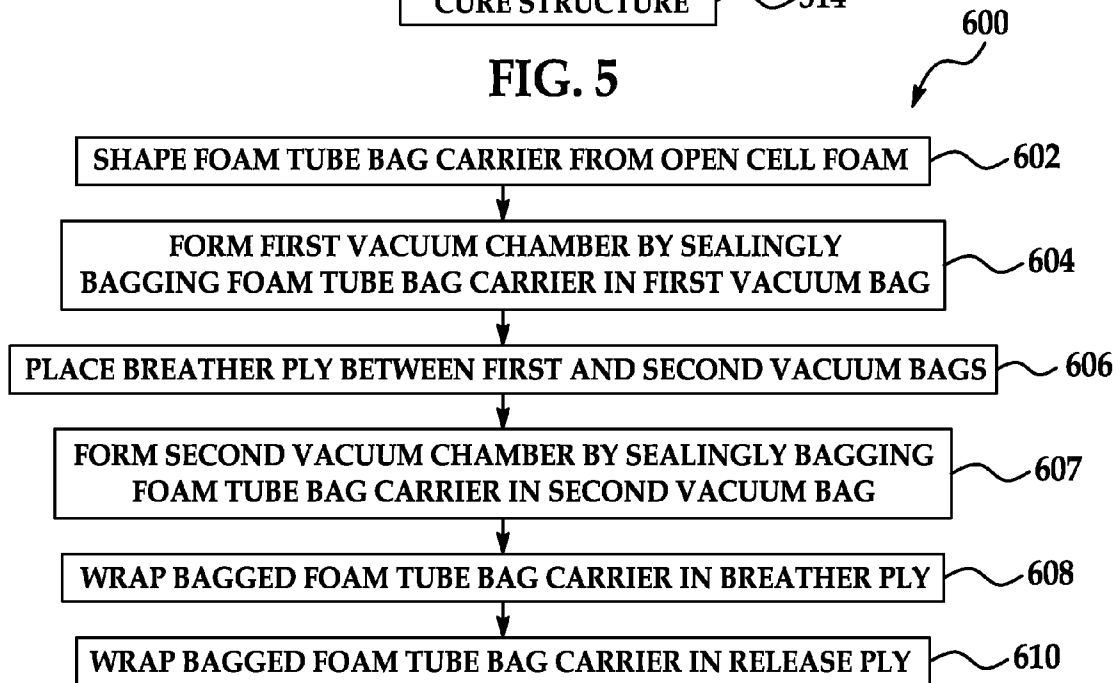 CURE STRUCTURE 514
FIG. 5
600
SHAPE FOAM TUBE BAG CARRIER FROM OPEN CELL FOAM 602
FORM FIRST VACUUM CHAMBER BY SEALINGLY
BAGGING FOAM TUBE BAG CARRIER IN FIRST VACUUM BAG 604
PLACE BREATHER PLY BETWEEN FIRST AND SECOND VACUUM BAGS 606
FORM SECOND VACUUM CHAMBER BY SEALINGLY BAGGING
FOAM TUBE BAG CARRIER IN SECOND VACUUM BAG 607
WRAP BAGGED FOAM TUBE BAG CARRIER IN BREATHER PLY 608
WRAP BAGGED FOAM TUBE BAG CARRIER IN RELEASE PLY 610